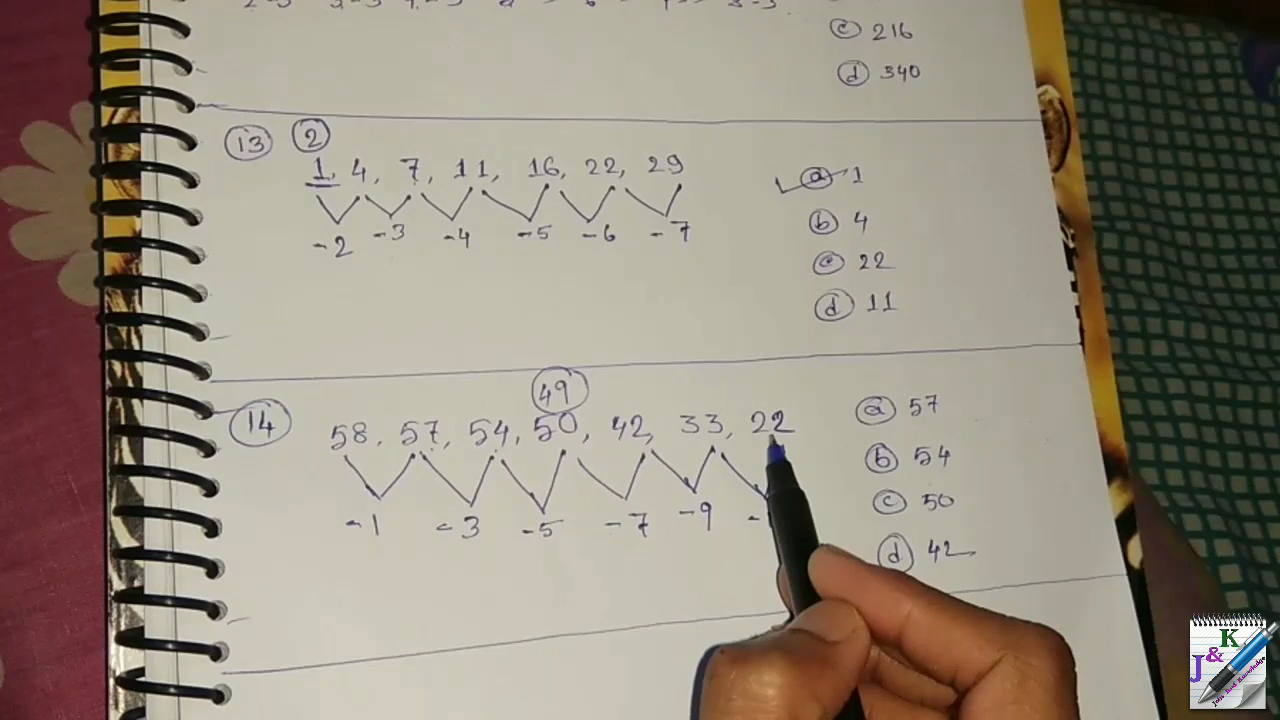 ⓒ 216
ⓓ 340
⑬ ②
1, 4, 7, 11, 16, 22, 29
-2 -3 -4 -5 -6 -7
ⓐ 1
ⓑ 4
ⓒ 22
ⓓ 11
⑭ ㊾
58, 57, 54, 50, 42, 33, 22
-1 -3 -5 -7 -9
ⓐ 57
ⓑ 54
ⓒ 50
ⓓ 42
J & K